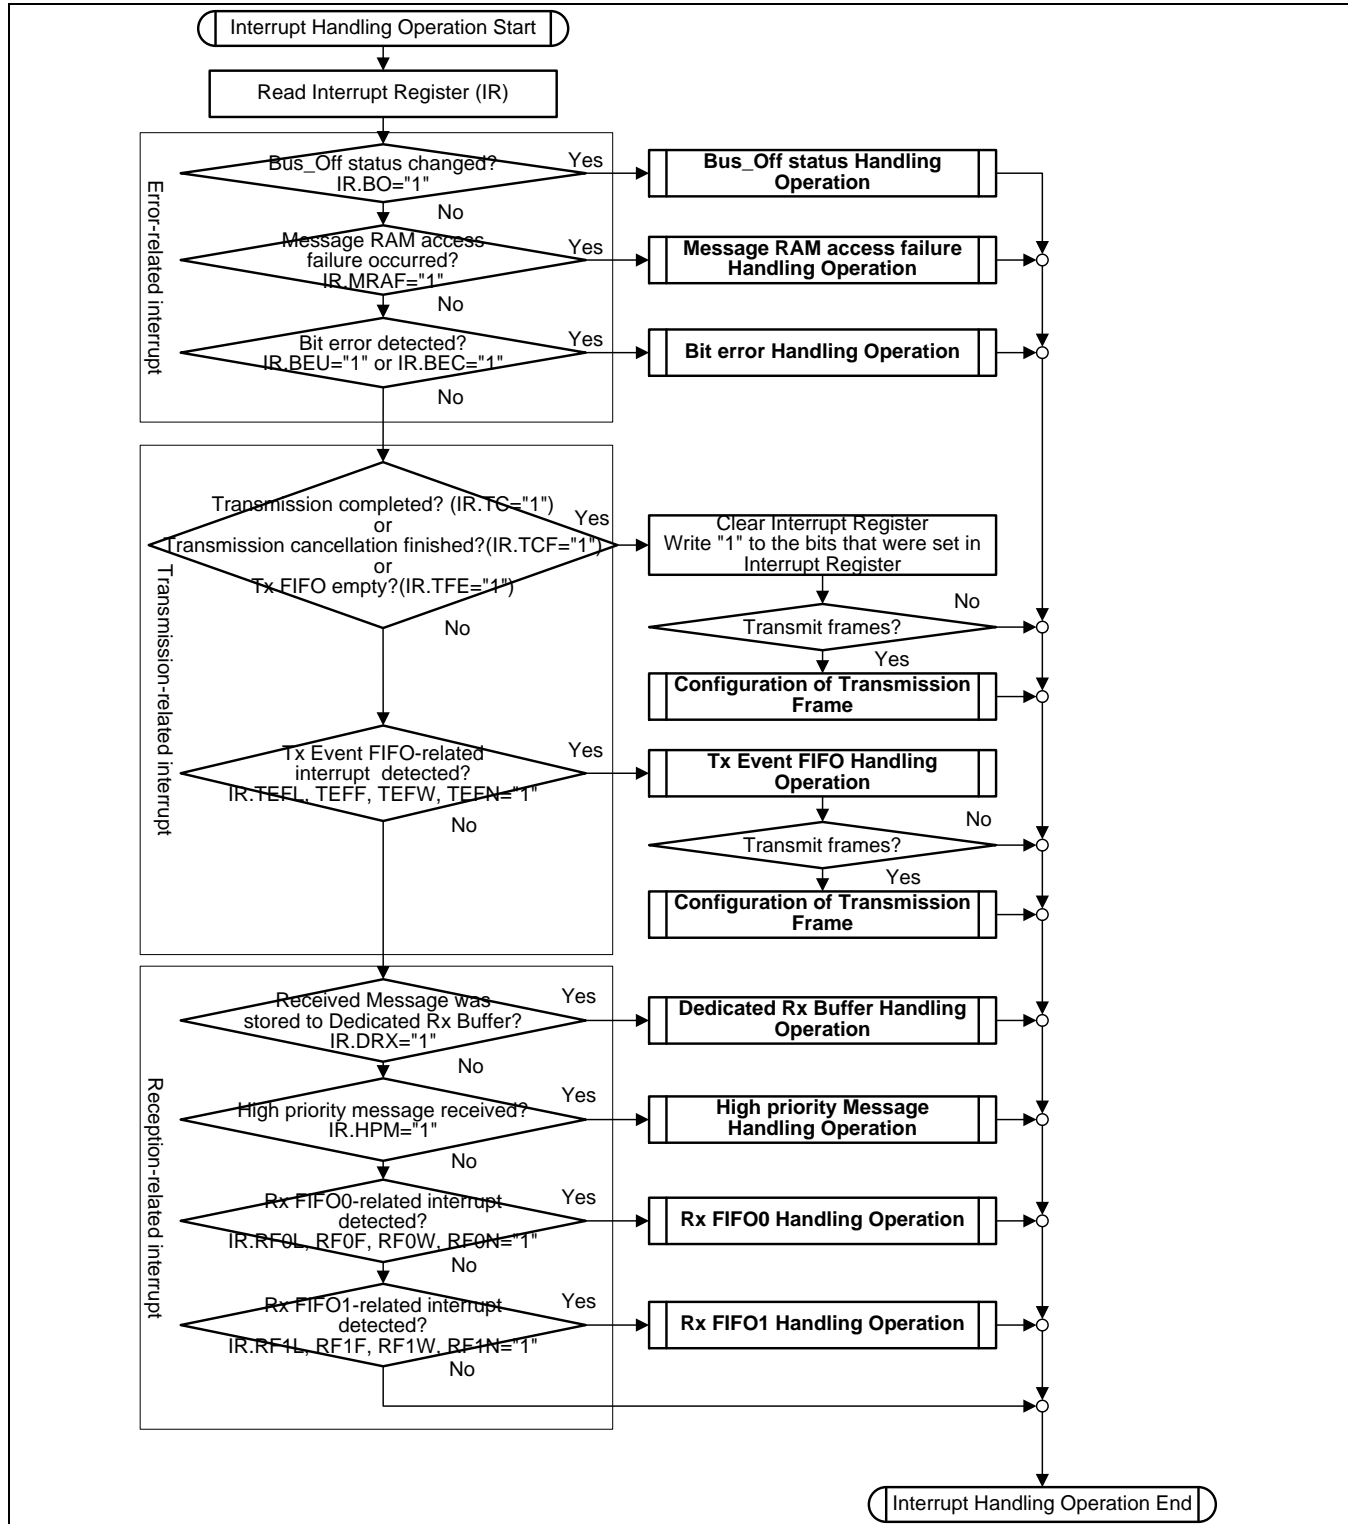 Interrupt Handling Operation Start
Read Interrupt Register (IR)
Error-related interrupt
Bus_Off status changed?
IR.BO="1"
Yes
Bus_Off status Handling
Operation
No
Message RAM access
failure occurred?
IR.MRAF="1"
Yes
Message RAM access failure
Handling Operation
No
Bit error detected?
IR.BEU="1" or IR.BEC="1"
Yes
Bit error Handling Operation
No
Transmission-related interrupt
Transmission completed? (IR.TC="1")
or
Transmission cancellation finished?(IR.TCF="1")
or
Tx FIFO empty?(IR.TFE="1")
Yes
Clear Interrupt Register
Write "1" to the bits that were set in
Interrupt Register
No
Transmit frames?
No
Yes
Configuration of Transmission
Frame
Tx Event FIFO-related
interrupt  detected?
IR.TEFL, TEFF, TEFW, TEFN="1"
Yes
Tx Event FIFO Handling
Operation
No
Transmit frames?
No
Yes
Configuration of Transmission
Frame
Reception-related interrupt
Received Message was
stored to Dedicated Rx Buffer?
IR.DRX="1"
Yes
Dedicated Rx Buffer Handling
Operation
No
High priority message received?
IR.HPM="1"
Yes
High priority Message
Handling Operation
No
Rx FIFO0-related interrupt
detected?
IR.RF0L, RF0F, RF0W, RF0N="1"
Yes
Rx FIFO0 Handling Operation
No
Rx FIFO1-related interrupt
detected?
IR.RF1L, RF1F, RF1W, RF1N="1"
Yes
Rx FIFO1 Handling Operation
No
Interrupt Handling Operation End